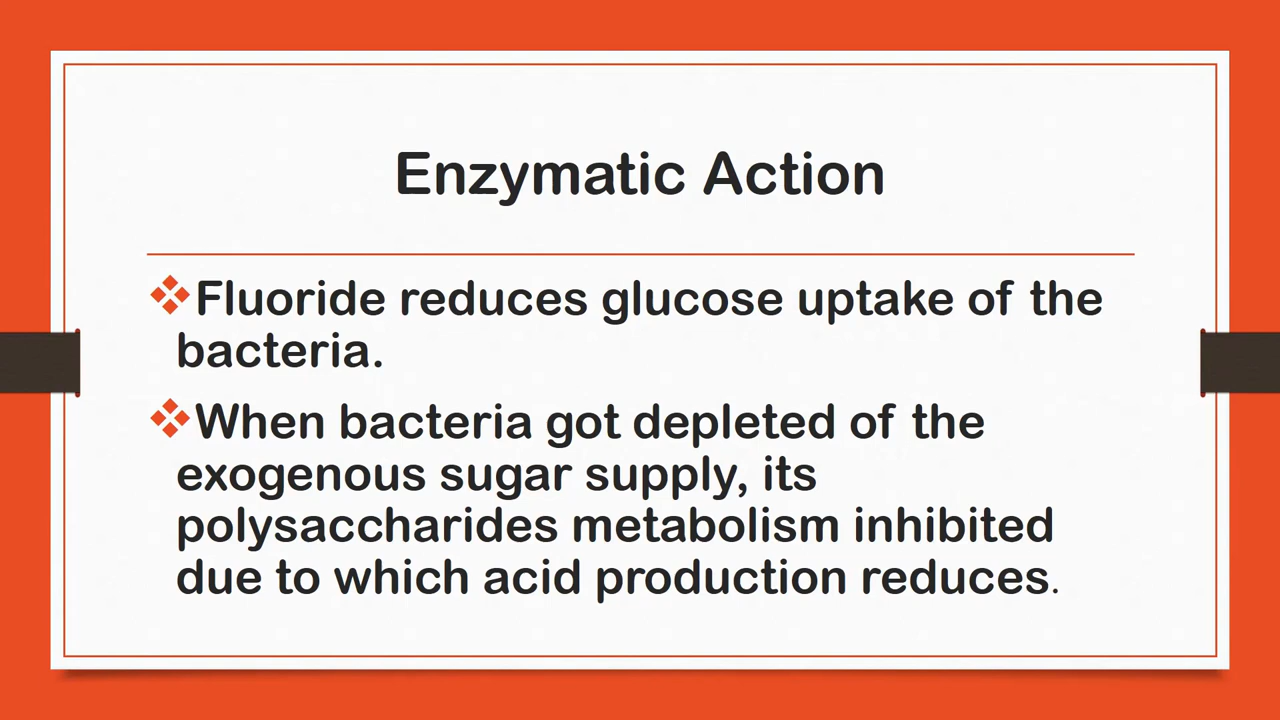 Enzymatic Action
❖Fluoride reduces glucose uptake of the
bacteria.
❖When bacteria got depleted of the
exogenous sugar supply, its
polysaccharides metabolism inhibited
due to which acid production reduces.